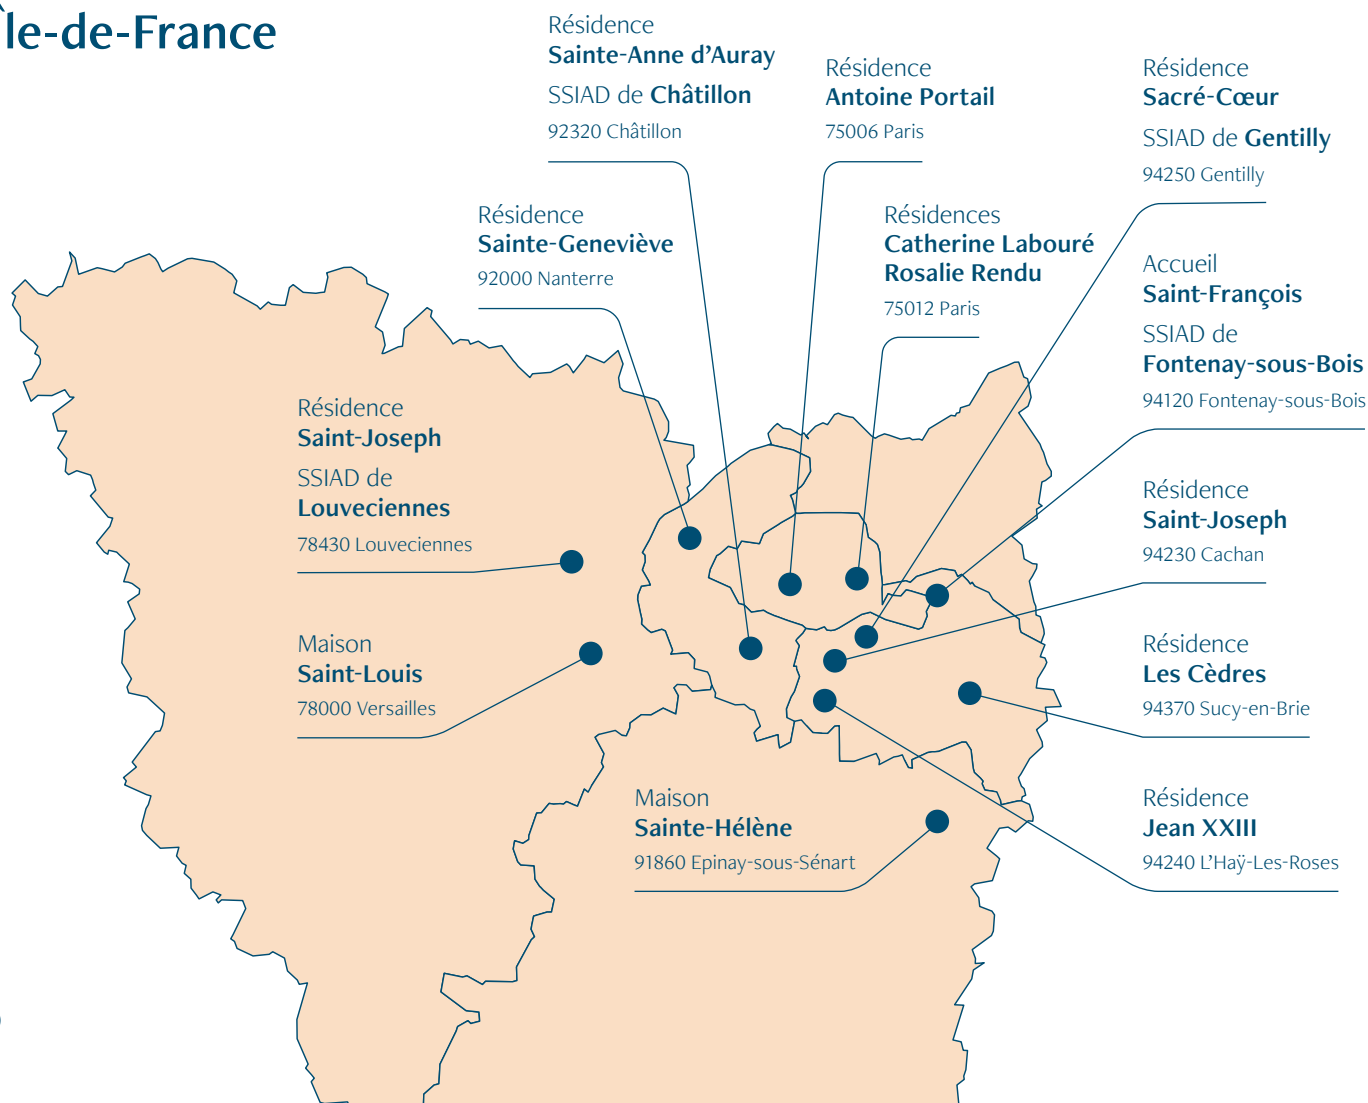 Île-de-France
Résidence
Sainte-Anne d’Auray
SSIAD de Châtillon
92320 Châtillon
Résidence
Antoine Portail
75006 Paris
Résidence
Sacré-Cœur
SSIAD de Gentilly
94250 Gentilly
Résidence
Sainte-Geneviève
92000 Nanterre
Résidences
Catherine Labouré
Rosalie Rendu
75012 Paris
Accueil
Saint-François
SSIAD de
Fontenay-sous-Bois
94120 Fontenay-sous-Bois
Résidence
Saint-Joseph
SSIAD de
Louveciennes
78430 Louveciennes
Résidence
Saint-Joseph
94230 Cachan
Maison
Saint-Louis
78000 Versailles
Résidence
Les Cèdres
94370 Sucy-en-Brie
Maison
Sainte-Hélène
91860 Epinay-sous-Sénart
Résidence
Jean XXIII
94240 L’Haÿ-Les-Roses